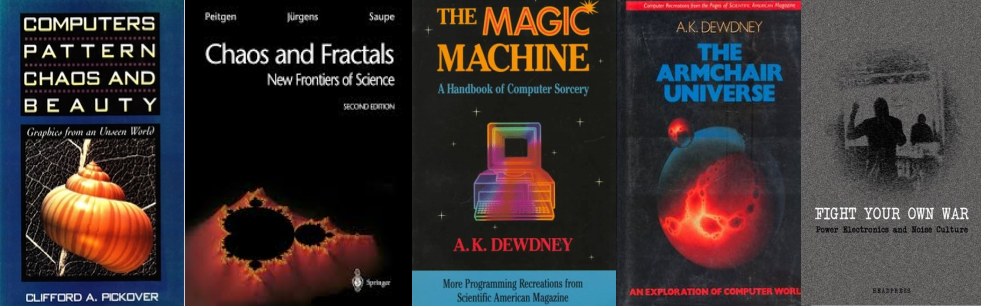 COMPUTERS
PATTERN
CHAOS AND
BEAUTY
Graphics from an Unseen World
CLIFFORD A. PICKOVER
Peitgen Jürgens Saupe
Chaos and Fractals
New Frontiers of Science
SECOND EDITION
Springer
THE MAGIC
MACHINE
A Handbook of Computer Sorcery
A.K. DEWDNEY
More Programming Recreations from
Scientific American Magazine
Computer Recreations from the Pages of SCIENTIFIC AMERICAN Magazine
A.K. DEWDNEY
THE
ARMCHAIR
UNIVERSE
AN EXPLORATION OF COMPUTER WORL
FIGHT YOUR OWN WAR
Power Electronics and Noise Culture
HEADPRESS